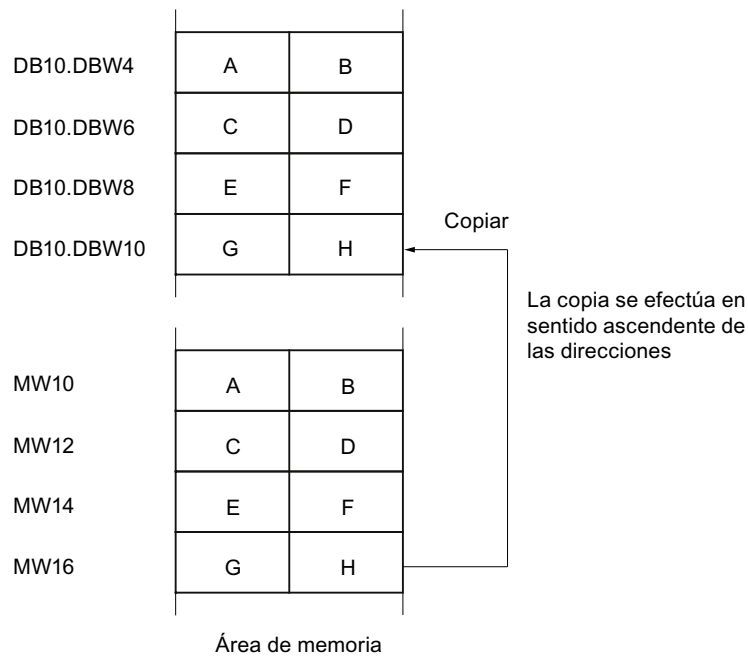 DB10.DBW4 A B
DB10.DBW6 C D
DB10.DBW8 E F
DB10.DBW10 G H
Copiar
La copia se efectúa en
sentido ascendente de
las direcciones
MW10 A B
MW12 C D
MW14 E F
MW16 G H
Área de memoria